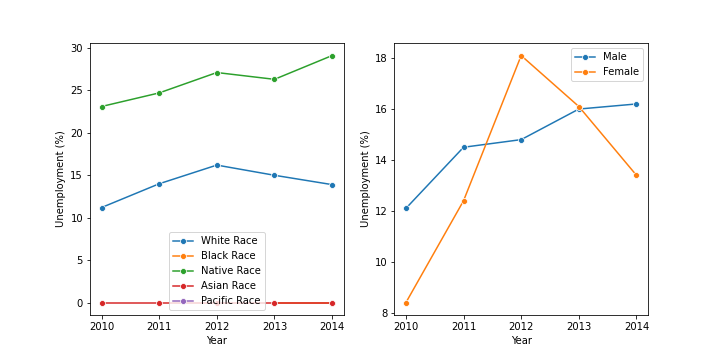 30
25
20
15
10
5
0
Unemployment (%)
2010 2011 2012 2013 2014
Year
White Race
Black Race
Native Race
Asian Race
Pacific Race
18
16
14
12
10
8
Unemployment (%)
2010 2011 2012 2013 2014
Year
Male
Female